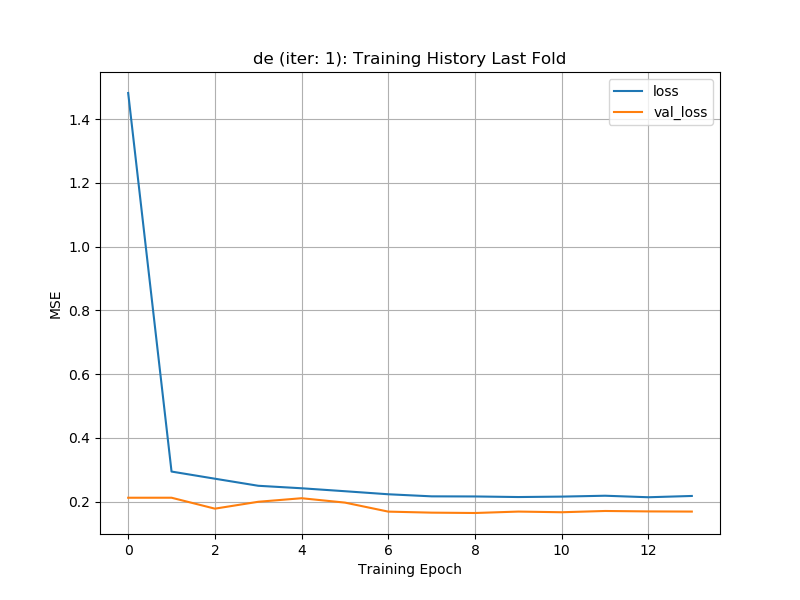 de (iter: 1): Training History Last Fold
loss
val_loss
1.4
1.2
1.0
0.8
0.6
0.4
0.2
MSE
0 2 4 6 8 10 12
Training Epoch